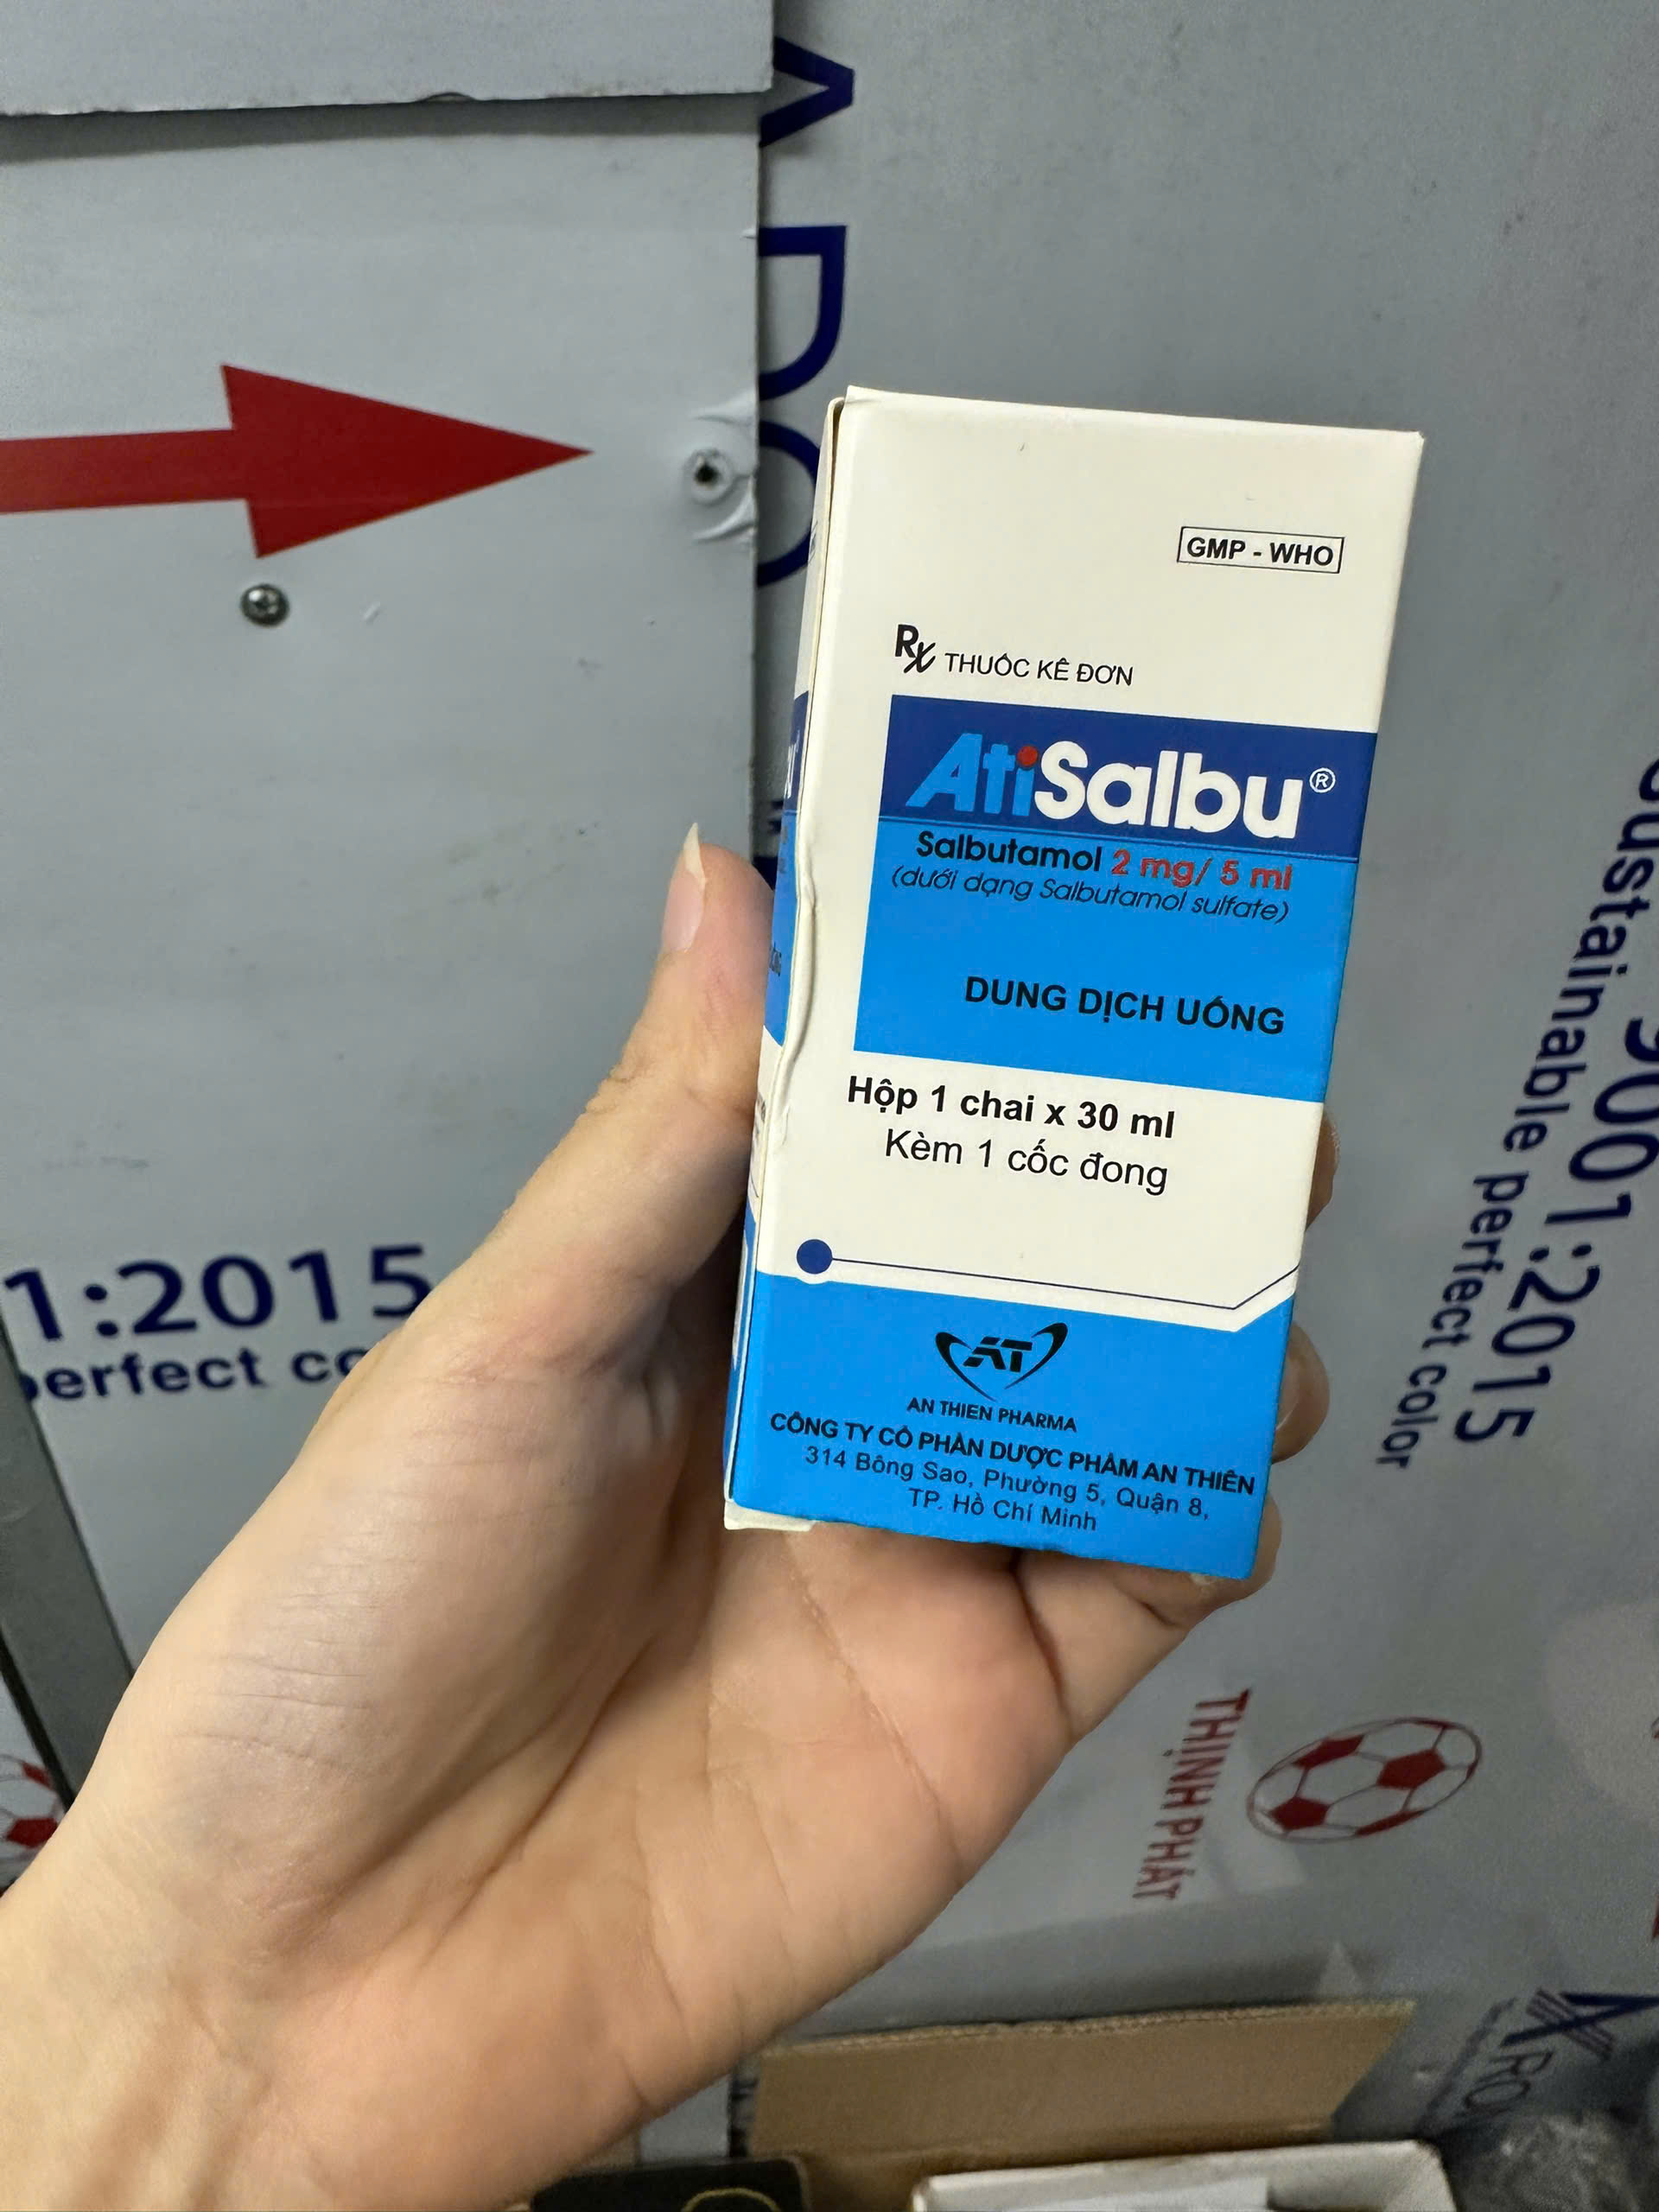 GMP - WHO
Rx THUỐC KÊ ĐƠN
AtiSalbu®
Salbutamol 2 mg/ 5 ml
(dưới dạng Salbutamol sulfate)
DUNG DỊCH UỐNG
Hộp 1 chai x 30 ml
Kèm 1 cốc đong
AT
AN THIEN PHARMA
CÔNG TY CỔ PHẦN DƯỢC PHẨM AN THIÊN
314 Bông Sao, Phường 5, Quận 8,
TP. Hồ Chí Minh
1:2015
perfect
9001:2015
sustainable perfect color
THỊNH PHÁT